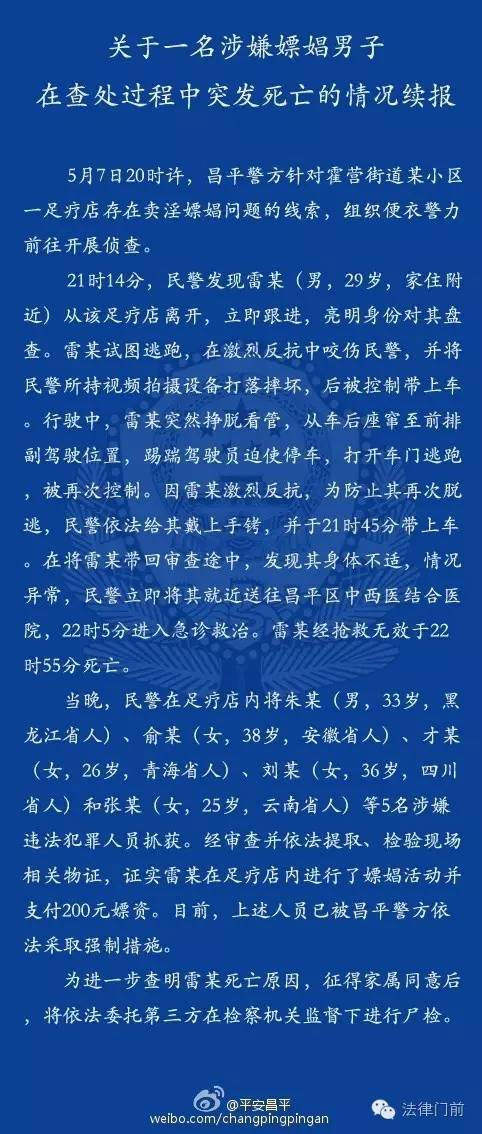 关于一名涉嫌嫖娼男子
在查处过程中突发死亡的情况续报
5月7日20时许，昌平警方针对霍营街道某小区
一足疗店存在卖淫嫖娼问题的线索，组织便衣警力
前往开展侦查。
21时14分，民警发现雷某（男，29岁，家住附
近）从该足疗店离开，立即跟进，亮明身份对其盘
查。雷某试图逃跑，在激烈反抗中咬伤民警，并将
民警所持视频拍摄设备打落摔坏，后被控制带上车
。行驶中，雷某突然挣脱看管，从车后座窜至前排
副驾驶位置，踢踹驾驶员迫使停车，打开车门逃跑
，被再次控制。因雷某激烈反抗，为防止其再次脱
逃，民警依法给其戴上手铐，并于21时45分带上车
。在将雷某带回审查途中，发现其身体不适，情况
异常，民警立即将其就近送往昌平区中西医结合医
院，22时5分进入急诊救治。雷某经抢救无效于22
时55分死亡。
当晚，民警在足疗店内将朱某（男，33岁，黑
龙江省人）、俞某（女，38岁，安徽省人）、才某
（女，26岁，青海省人）、刘某（女，36岁，四川
省人）和张某（女，25岁，云南省人）等5名涉嫌
违法犯罪人员抓获。经审查并依法提取、检验现场
相关物证，证实雷某在足疗店内进行了嫖娼活动并
支付200元嫖资。目前，上述人员已被昌平警方依
法采取强制措施。
为进一步查明雷某死亡原因，征得家属同意后
，将依法委托第三方在检察机关监督下进行尸检。
@平安昌平
weibo.com/changpingpingan
法律门前